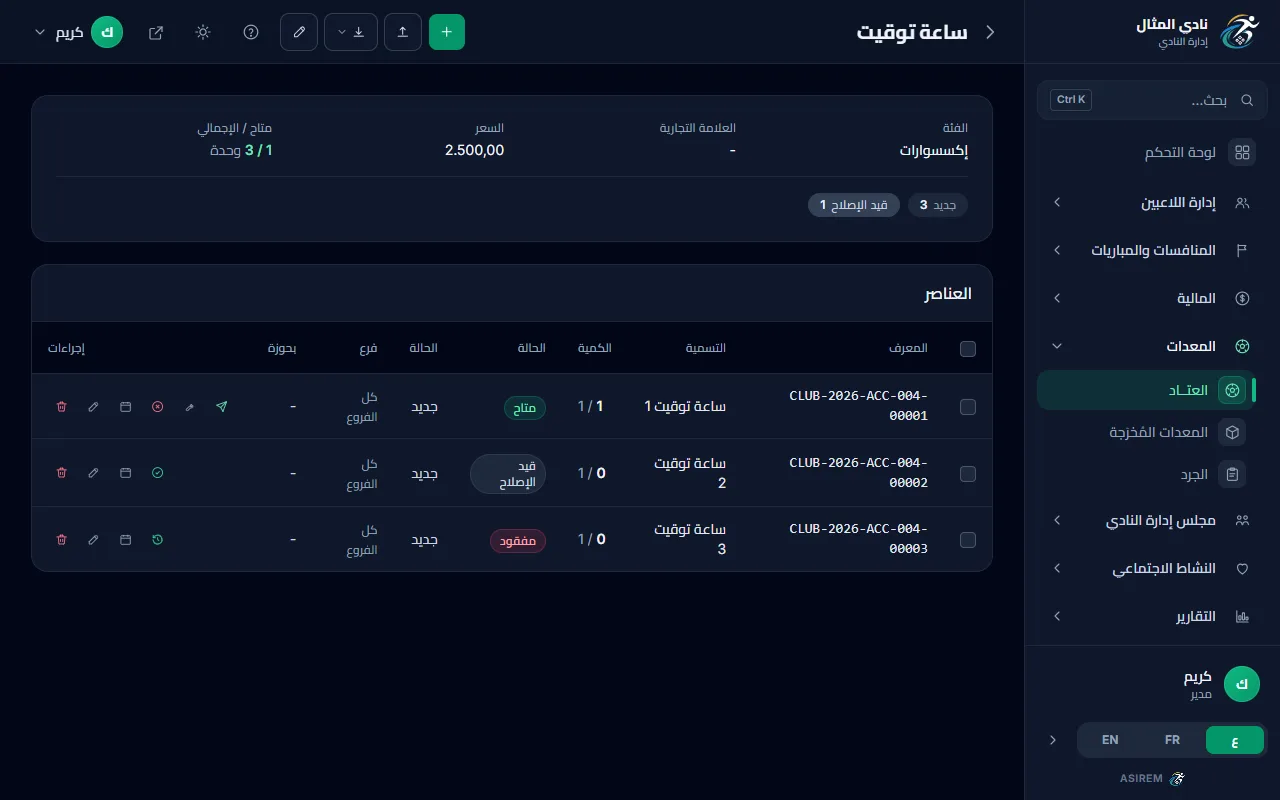 نادي المثال
إدارة النادي
بحث...
Ctrl K
لوحة التحكم
إدارة اللاعبين
المنافسات والمباريات
المالية
المعدات
العتــاد
المعدات المُخرَجة
الجرد
مجلس إدارة النادي
النشاط الاجتماعي
التقارير
كريم
مدير
ك
ع
FR
EN
ASIREM
ساعة توقيت
ك
كريم
الفئة
إكسسوارات
العلامة التجارية
-
السعر
2.500,00
متاح / الإجمالي
1 / 3 وحدة
جديد 3
قيد الإصلاح 1
العناصر
المعرف التسمية الكمية الحالة الحالة فرع بحوزة إجراءات
CLUB-2026-ACC-004-
00001
ساعة توقيت 1
1 / 1
متاح
جديد
كل
الفروع
-
CLUB-2026-ACC-004-
00002
ساعة توقيت
2
0 / 1
قيد
الإصلاح
جديد
كل
الفروع
-
CLUB-2026-ACC-004-
00003
ساعة توقيت
3
0 / 1
مفقود
جديد
كل
الفروع
-